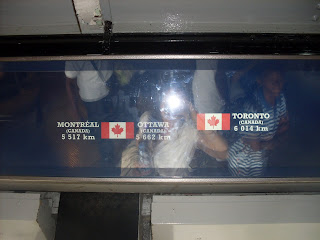 MONTRÉAL
(CANADA)
5 517 km
OTTAWA
(CANADA)
5 662 km
TORONTO
(CANADA)
6 014 km